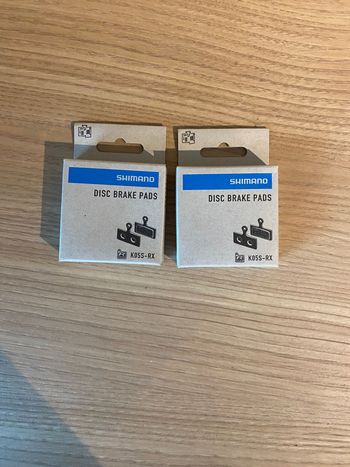 SHIMANO
DISC BRAKE PADS
K05S-RX
SHIMANO
DISC BRAKE PADS
K05S-RX